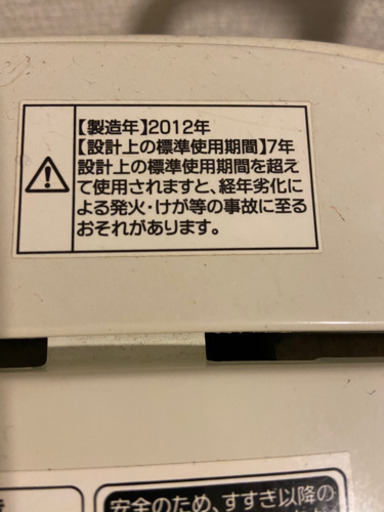 【製造年】2012年
【設計上の標準使用期間】7年
設計上の標準使用期間を超え
て使用されますと、経年劣化に
よる発火・けが等の事故に至る
おそれがあります。
安全のため、すすぎ以降の